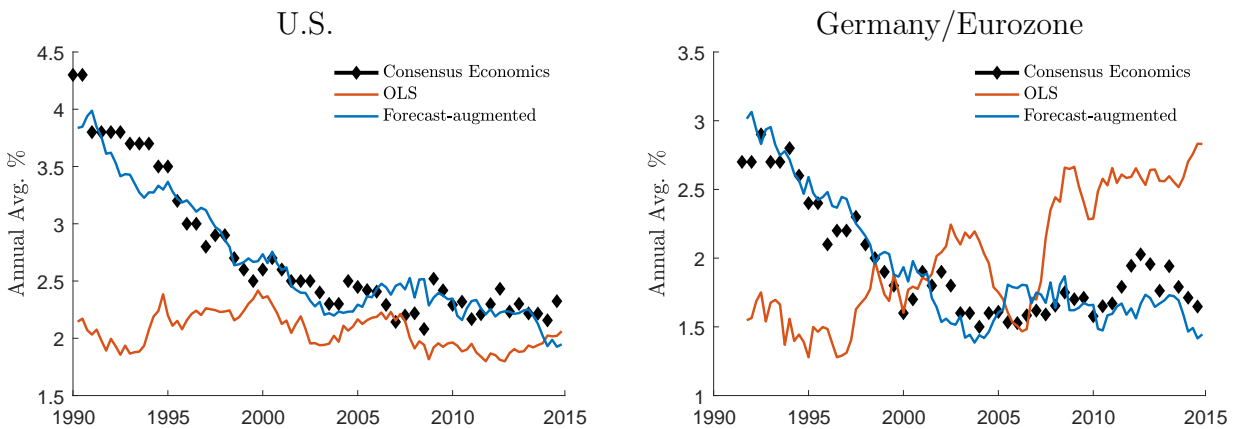 U.S.
Annual Avg. %
4.5
4
3.5
3
2.5
2
1.5
1990 1995 2000 2005 2010 2015
Consensus Economics
OLS
Forecast-augmented
Germany/Eurozone
Annual Avg. %
3.5
3
2.5
2
1.5
1
1990 1995 2000 2005 2010 2015
Consensus Economics
OLS
Forecast-augmented